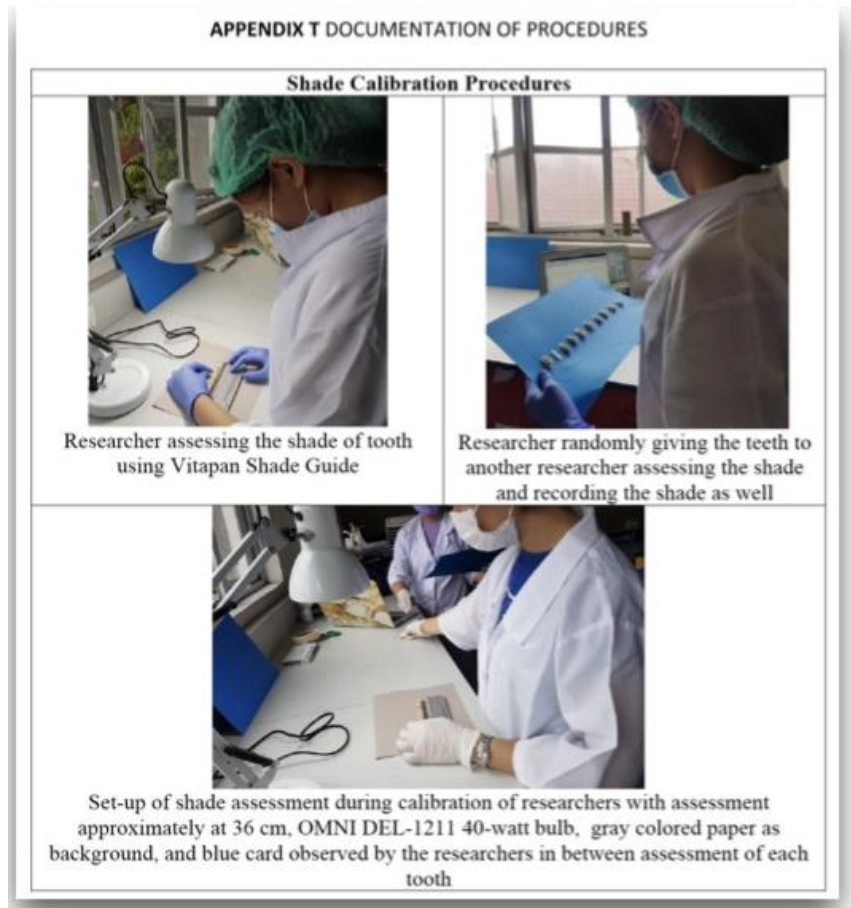 APPENDIX T DOCUMENTATION OF PROCEDURES
Shade Calibration Procedures
Researcher assessing the shade of tooth
using Vitapan Shade Guide
Researcher randomly giving the teeth to
another researcher assessing the shade
and recording the shade as well
Set-up of shade assessment during calibration of researchers with assessment
approximately at 36 cm, OMNI DEL-1211 40-watt bulb, gray colored paper as
background, and blue card observed by the researchers in between assessment of each
tooth